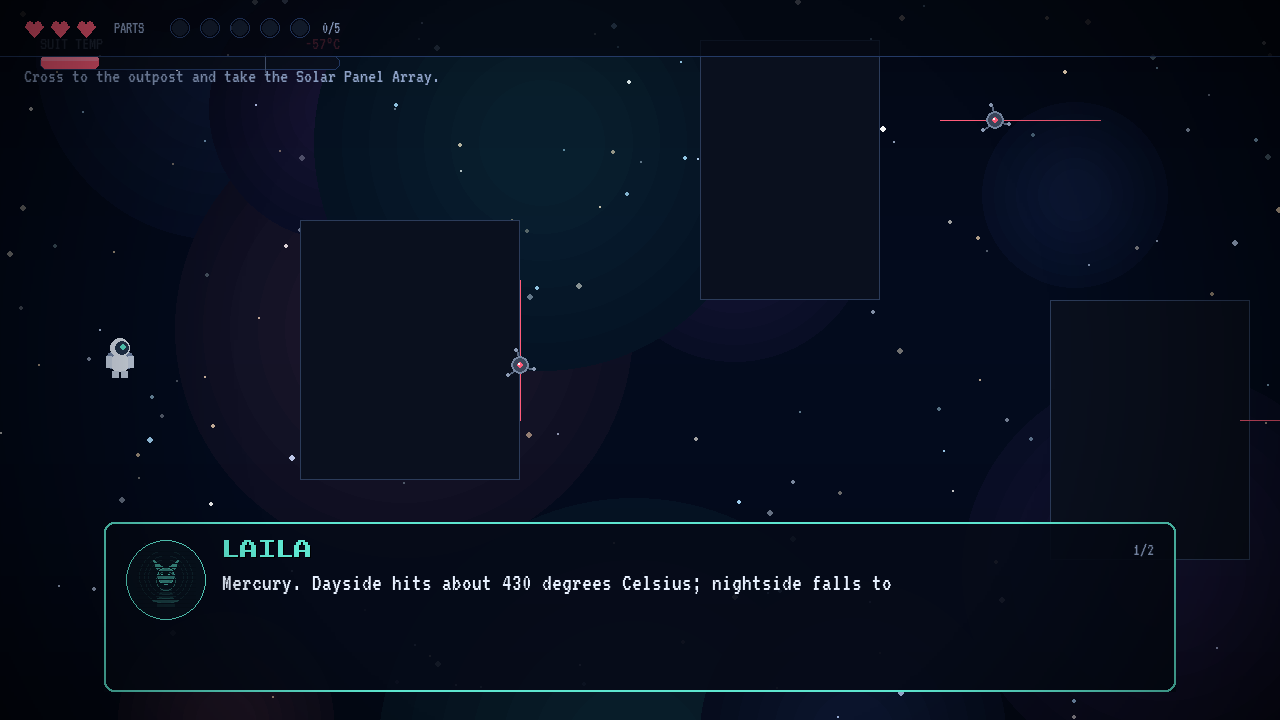 PARTS 0/5
SUIT TEMP -57°C
Cross to the outpost and take the Solar Panel Array.
LAILA
1/2
Mercury. Dayside hits about 430 degrees Celsius; nightside falls to